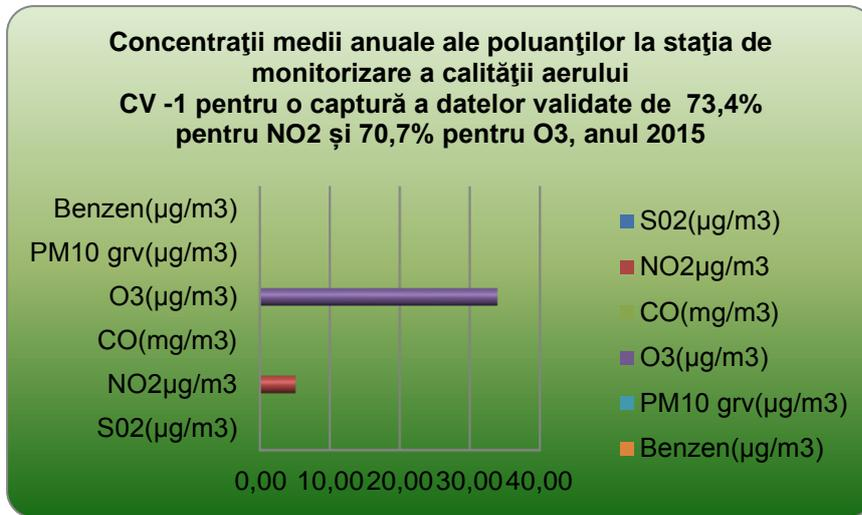 Concentraţii medii anuale ale poluanţilor la staţia de
monitorizare a calităţii aerului
CV -1 pentru o captură a datelor validate de 73,4%
pentru NO2 și 70,7% pentru O3, anul 2015
Benzen(µg/m3)
PM10 grv(µg/m3)
O3(µg/m3)
CO(mg/m3)
NO2µg/m3
S02(µg/m3)
0,00 10,00 20,00 30,00 40,00
S02(µg/m3)
NO2µg/m3
CO(mg/m3)
O3(µg/m3)
PM10 grv(µg/m3)
Benzen(µg/m3)